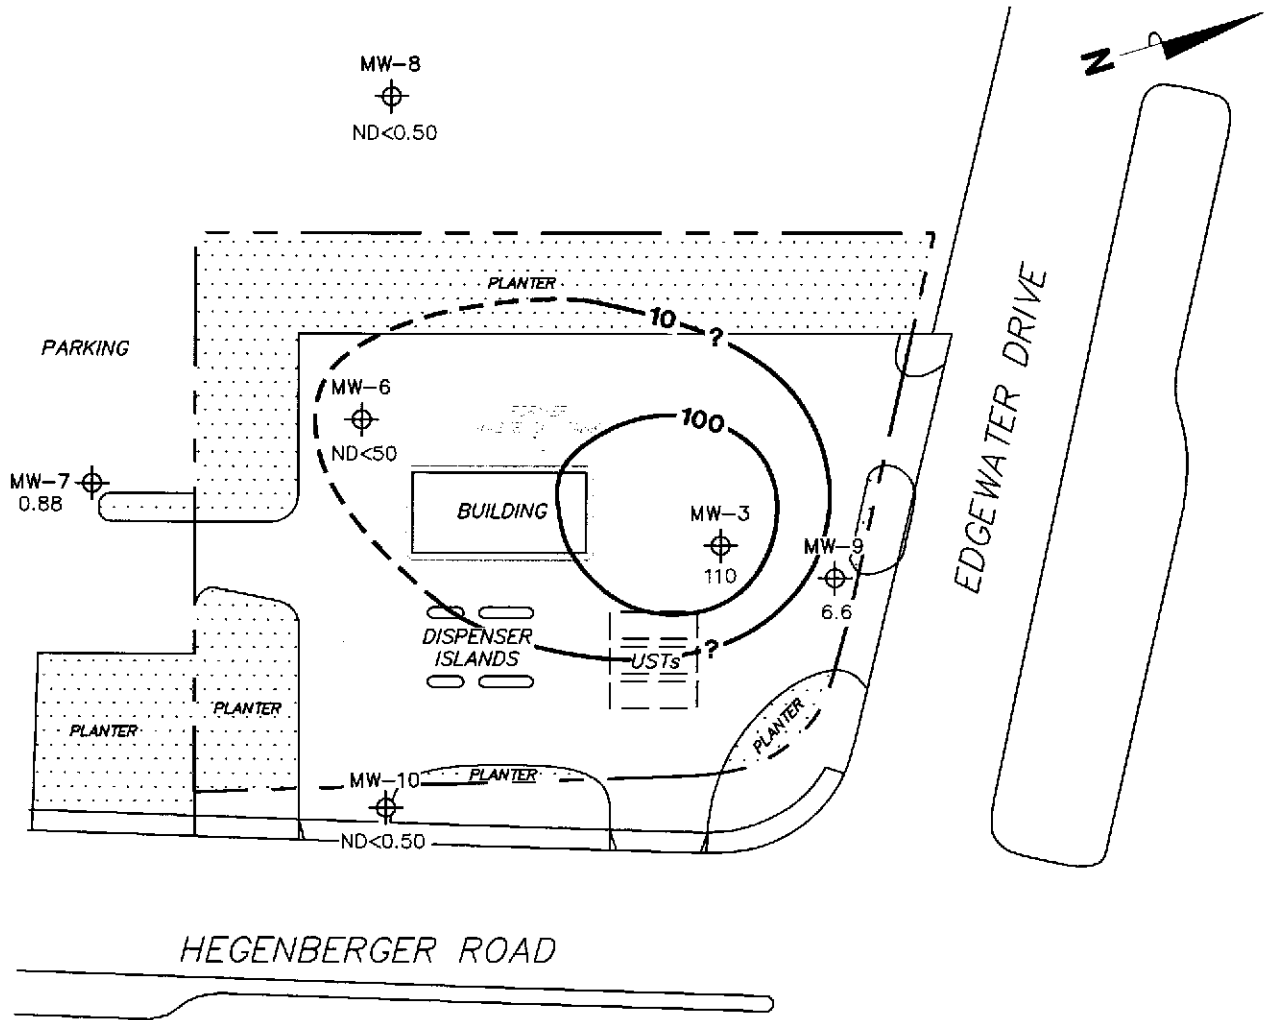 MW-8
ND<0.50
N
PLANTER
10
?
PARKING
MW-6
ND<50
100
MW-7
0.88
BUILDING
MW-3
110
MW-9
6.6
EDGEWATER DRIVE
DISPENSER
ISLANDS
USTs
?
PLANTER
PLANTER
PLANTER
MW-10
PLANTER
ND<0.50
HEGENBERGER ROAD